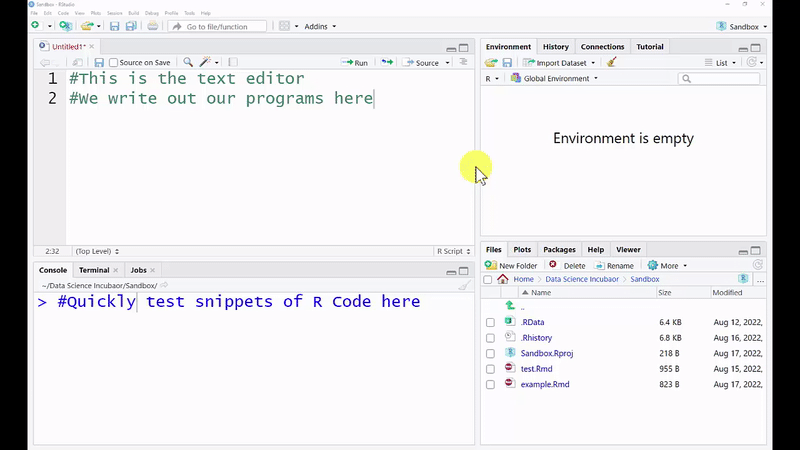 Sandbox - RStudio
File Edit Code View Plots Session Build Debug Profile Tools Help
Go to file/function Addins Sandbox
Untitled1*
Source on Save Run Source
1 #This is the text editor
2 #We write out our programs here
2:32 (Top Level) R Script
Console Terminal Jobs
~/Data Science Incubaor/Sandbox/
> #Quickly test snippets of R Code here
Environment History Connections Tutorial
Import Dataset List
R Global Environment
Environment is empty
Files Plots Packages Help Viewer
New Folder Delete Rename More
Home Data Science Incubaor Sandbox
Name Size Modified
..
.RData 6.4 KB Aug 12, 2022,
.Rhistory 6.8 KB Aug 16, 2022,
Sandbox.Rproj 218 B Aug 17, 2022,
test.Rmd 955 B Aug 15, 2022,
example.Rmd 823 B Aug 17, 2022,